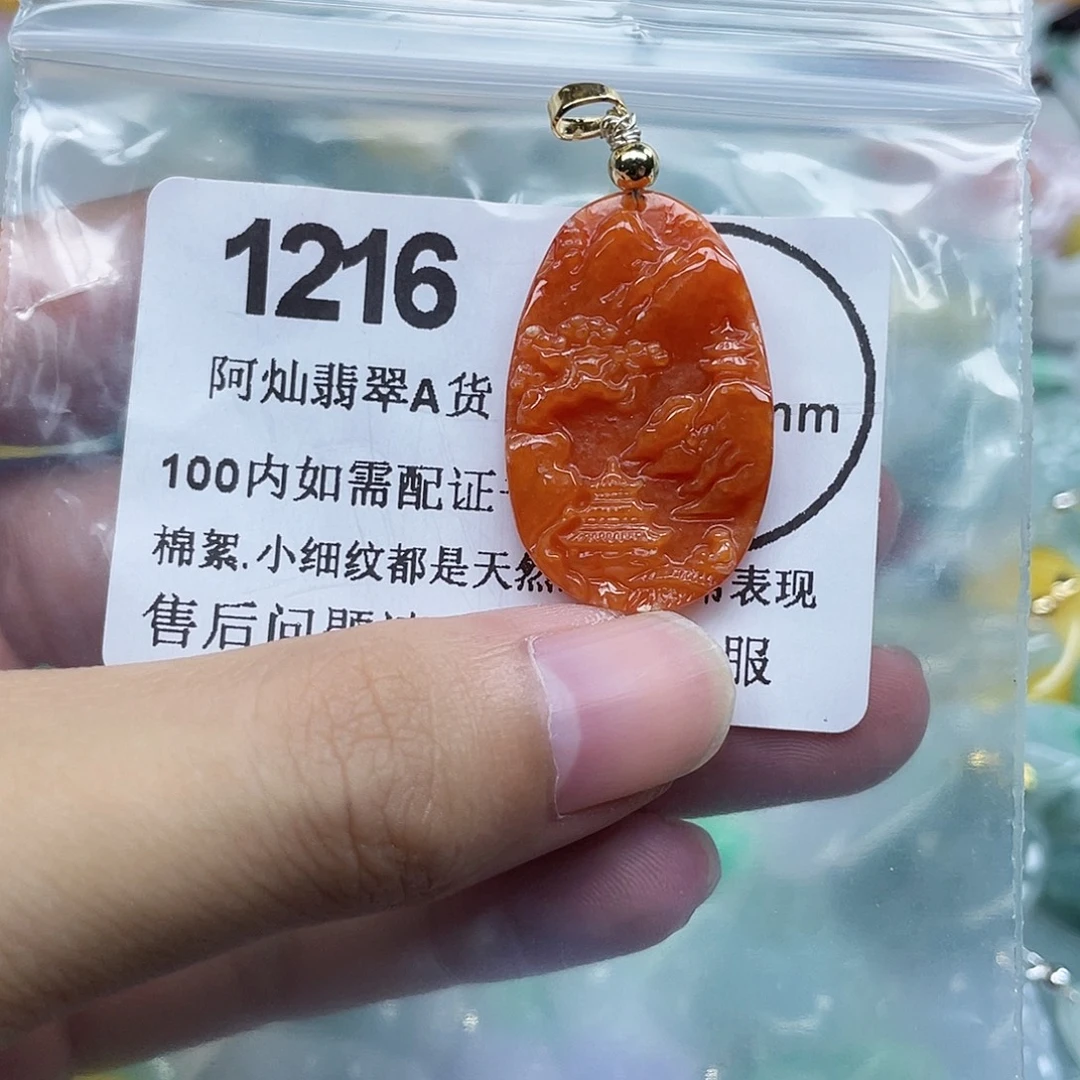 1216
阿灿翡翠A货
mm
100内如需配证
棉絮.小细纹都是天然 表现
售后问题 服